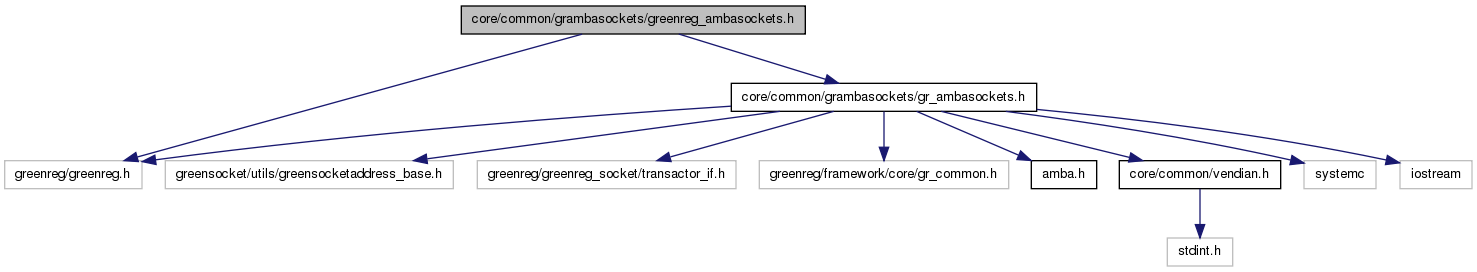 core/common/grambasockets/greenreg_ambasockets.h
core/common/grambasockets/gr_ambasockets.h
greenreg/greenreg.h
greensocket/utils/greensocketaddress_base.h
greenreg/greenreg_socket/transactor_if.h
greenreg/framework/core/gr_common.h
amba.h
core/common/vendian.h
systemc
iostream
stdint.h